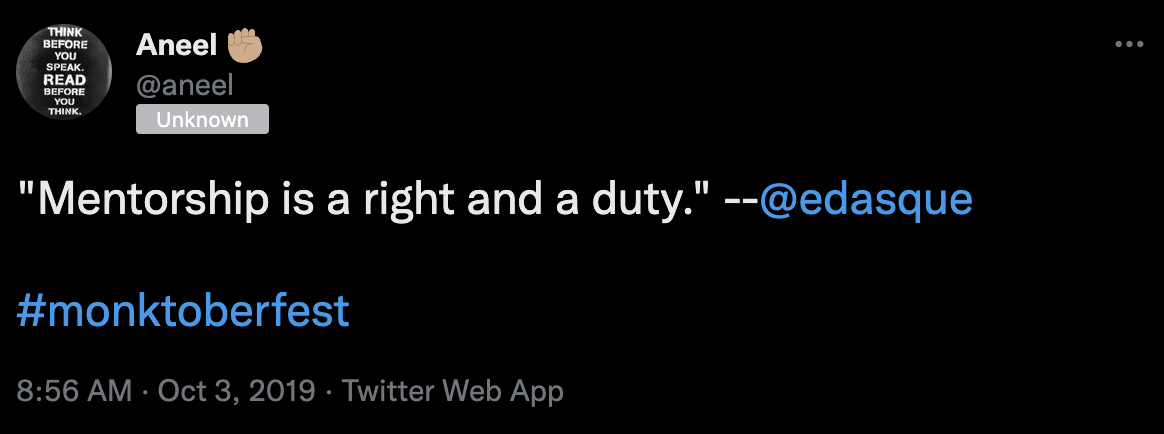 THINK
BEFORE
YOU
SPEAK.
READ
BEFORE
YOU
THINK.
Aneel ✊🏼
@aneel
Unknown
"Mentorship is a right and a duty." --@edasque
#monktoberfest
8:56 AM · Oct 3, 2019 · Twitter Web App